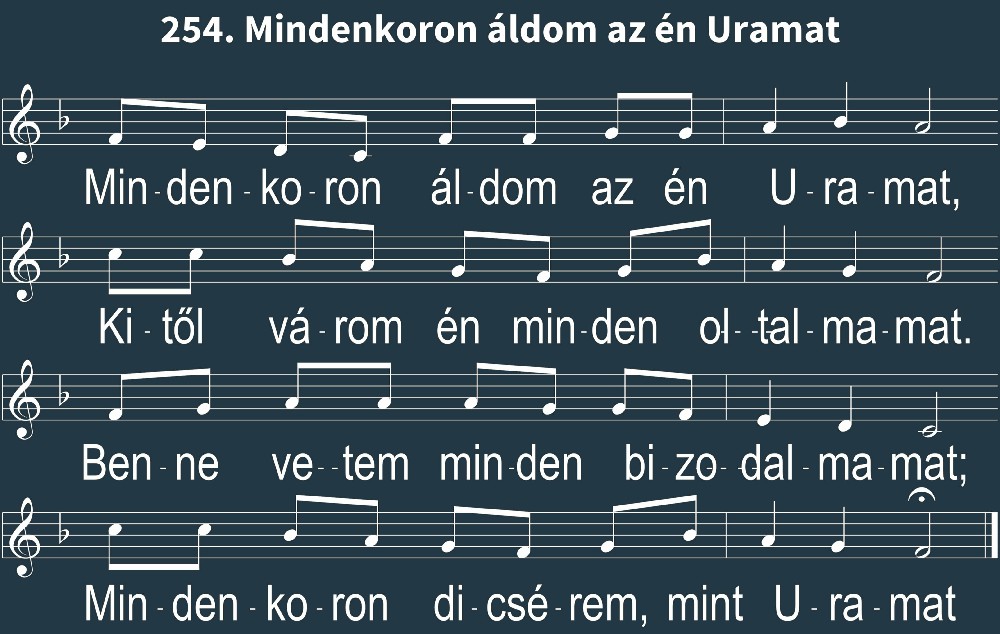 254. Mindenkoron áldom az én Uramat
Min - den - ko - ron ál - dom az én U - ra - mat,
Ki - től vá - rom én min - den ol - tal - ma - mat.
Ben - ne ve - tem min - den bi - zo - dal - ma - mat;
Min - den - ko - ron di - csé - rem, mint U - ra - mat